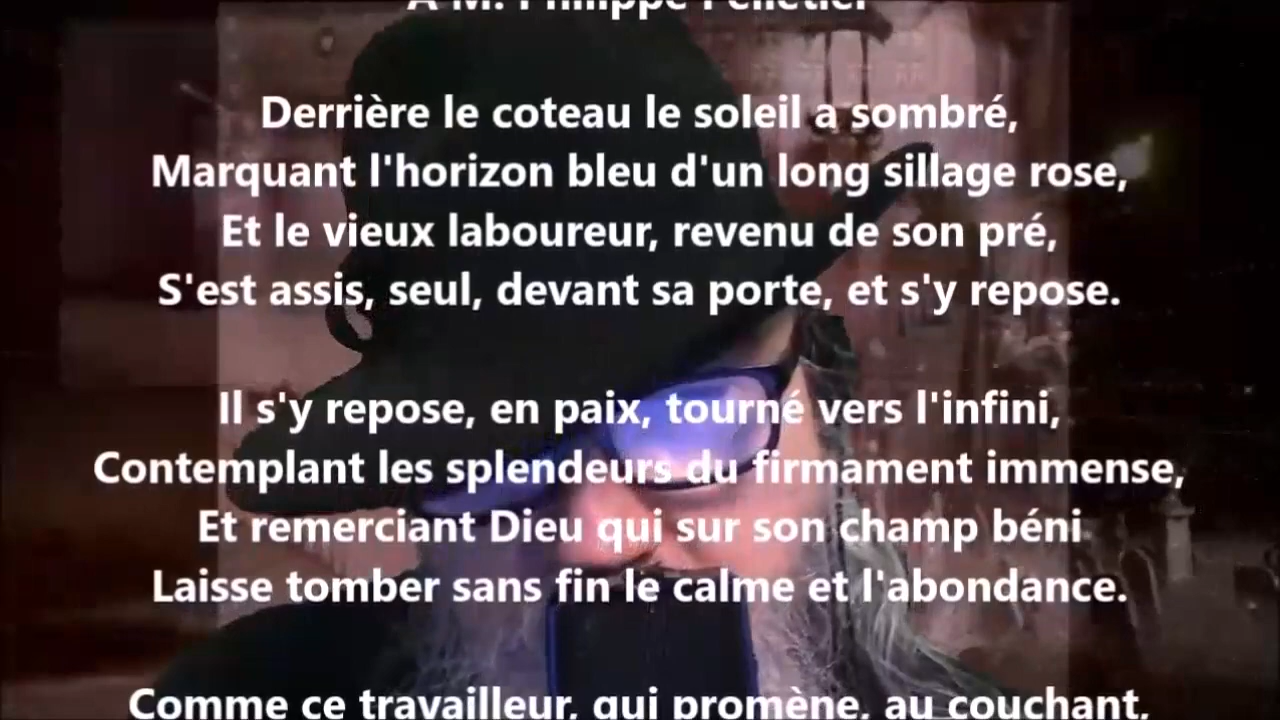 A M. Philippe Pelletier
Derrière le coteau le soleil a sombré,
Marquant l'horizon bleu d'un long sillage rose,
Et le vieux laboureur, revenu de son pré,
S'est assis, seul, devant sa porte, et s'y repose.
Il s'y repose, en paix, tourné vers l'infini,
Contemplant les splendeurs du firmament immense,
Et remerciant Dieu qui sur son champ béni
Laisse tomber sans fin le calme et l'abondance.
Comme ce travailleur, qui promène, au couchant,